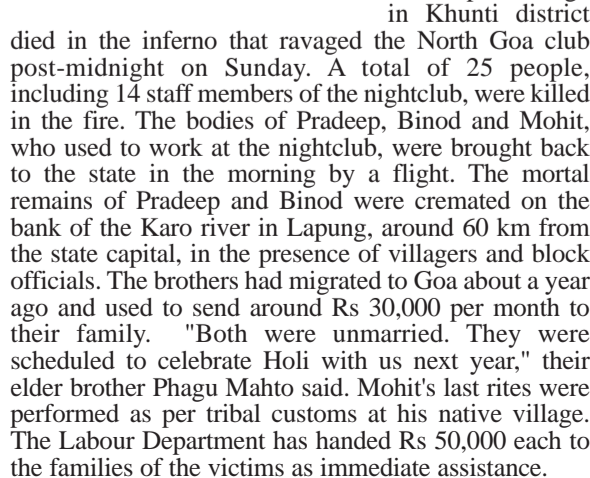 in Khunti district
died in the inferno that ravaged the North Goa club
post-midnight on Sunday. A total of 25 people,
including 14 staff members of the nightclub, were killed
in the fire. The bodies of Pradeep, Binod and Mohit,
who used to work at the nightclub, were brought back
to the state in the morning by a flight. The mortal
remains of Pradeep and Binod were cremated on the
bank of the Karo river in Lapung, around 60 km from
the state capital, in the presence of villagers and block
officials. The brothers had migrated to Goa about a year
ago and used to send around Rs 30,000 per month to
their family. "Both were unmarried. They were
scheduled to celebrate Holi with us next year," their
elder brother Phagu Mahto said. Mohit's last rites were
performed as per tribal customs at his native village.
The Labour Department has handed Rs 50,000 each to
the families of the victims as immediate assistance.